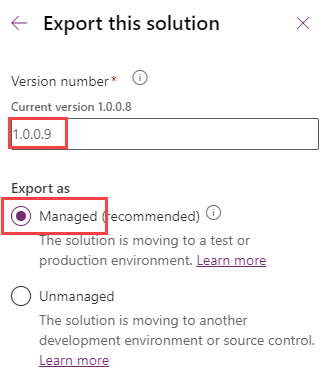 Export this solution
Version number*
Current version 1.0.0.8
1.0.0.9
Export as
Managed (recommended)
The solution is moving to a test or
production environment. Learn more
Unmanaged
The solution is moving to another
development environment or source control.
Learn more